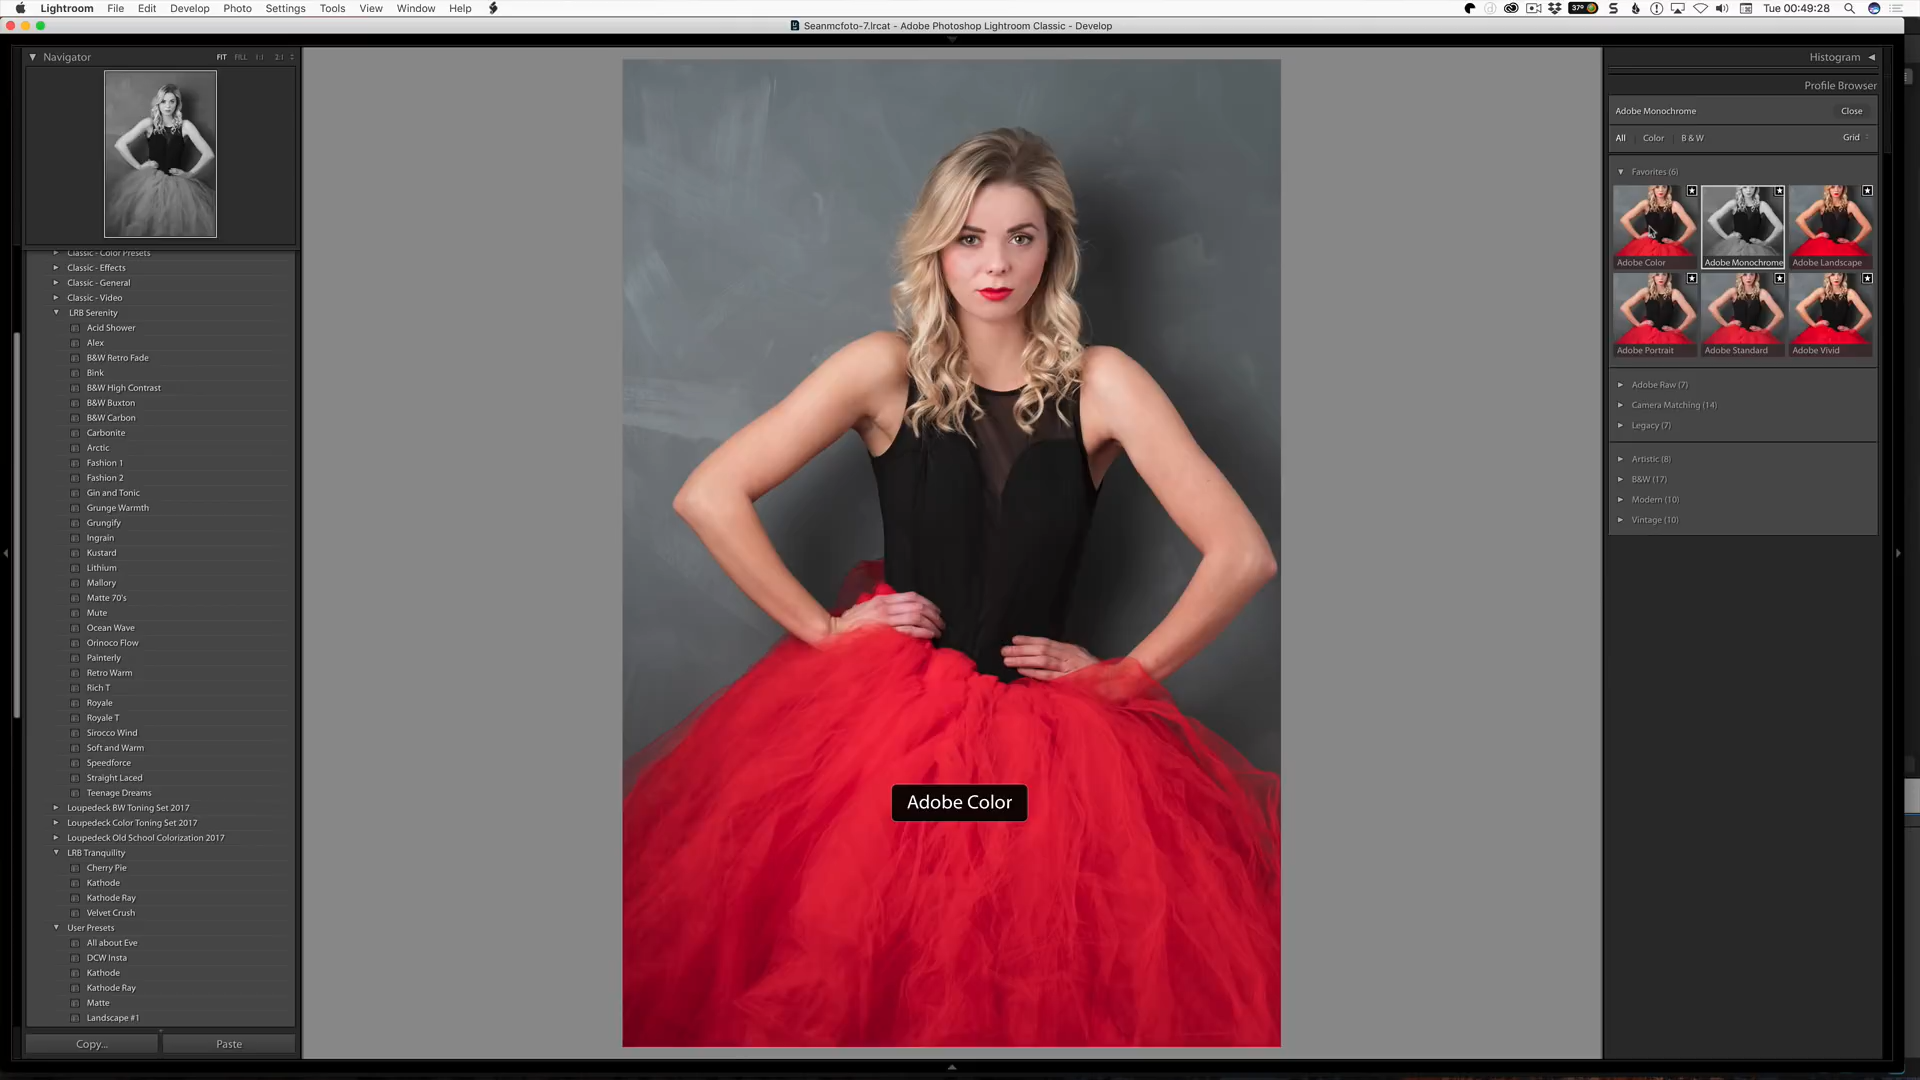 Lightroom File Edit Develop Photo Settings Tools View Window Help
37° Tue 00:49:28
Seanmcfoto-7.lrcat - Adobe Photoshop Lightroom Classic - Develop
Navigator FIT FILL 1:1 2:1
Classic - Color Presets
Classic - Effects
Classic - General
Classic - Video
LRB Serenity
Acid Shower
Alex
B&W Retro Fade
Bink
B&W High Contrast
B&W Buxton
B&W Carbon
Carbonite
Arctic
Fashion 1
Fashion 2
Gin and Tonic
Grunge Warmth
Grungify
Ingrain
Kustard
Lithium
Mallory
Matte 70's
Mute
Ocean Wave
Orinoco Flow
Painterly
Retro Warm
Rich T
Royale
Royale T
Sirocco Wind
Soft and Warm
Speedforce
Straight Laced
Teenage Dreams
Loupedeck BW Toning Set 2017
Loupedeck Color Toning Set 2017
Loupedeck Old School Colorization 2017
LRB Tranquility
Cherry Pie
Kathode
Kathode Ray
Velvet Crush
User Presets
All about Eve
DCW Insta
Kathode
Kathode Ray
Matte
Landscape #1
Copy... Paste
Adobe Color
Histogram
Profile Browser
Adobe Monochrome Close
All Color B & W Grid
Favorites (6)
Adobe Color Adobe Monochrome Adobe Landscape
Adobe Portrait Adobe Standard Adobe Vivid
Adobe Raw (7)
Camera Matching (14)
Legacy (7)
Artistic (8)
B&W (17)
Modern (10)
Vintage (10)